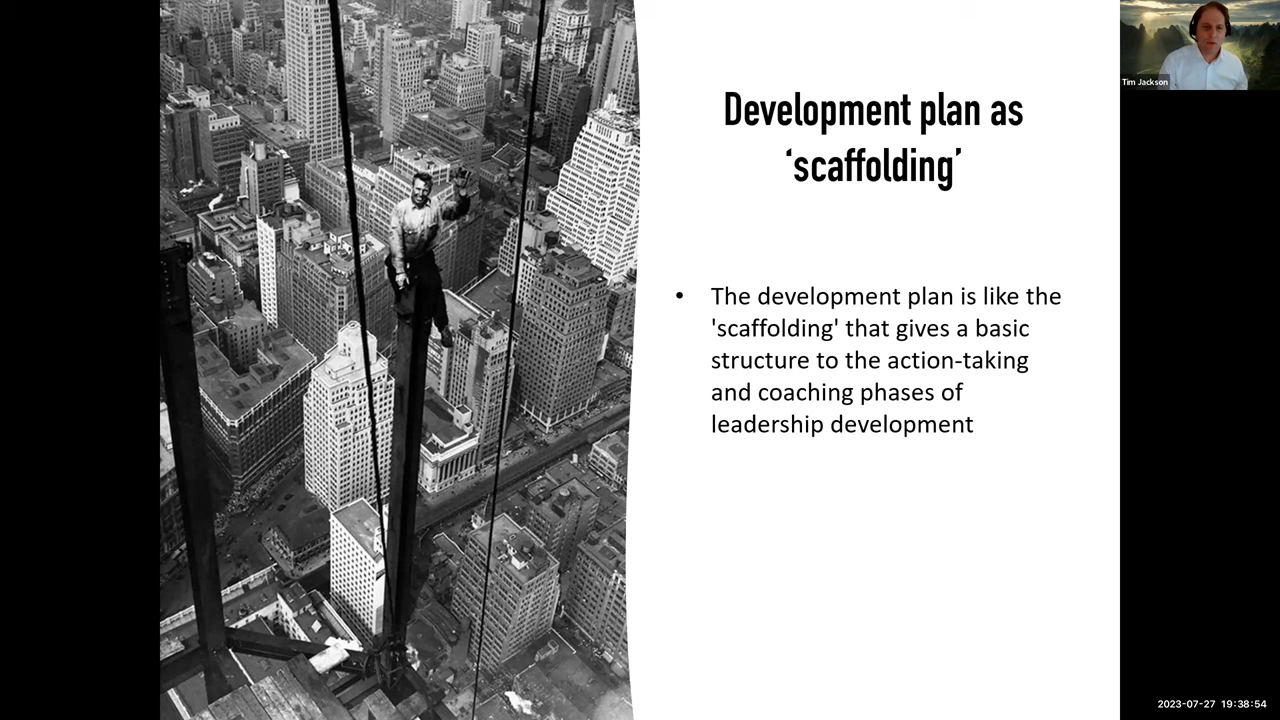 Development plan as
‘scaffolding’
• The development plan is like the
'scaffolding' that gives a basic
structure to the action-taking
and coaching phases of
leadership development
Tim Jackson
2023-07-27 19:38:54